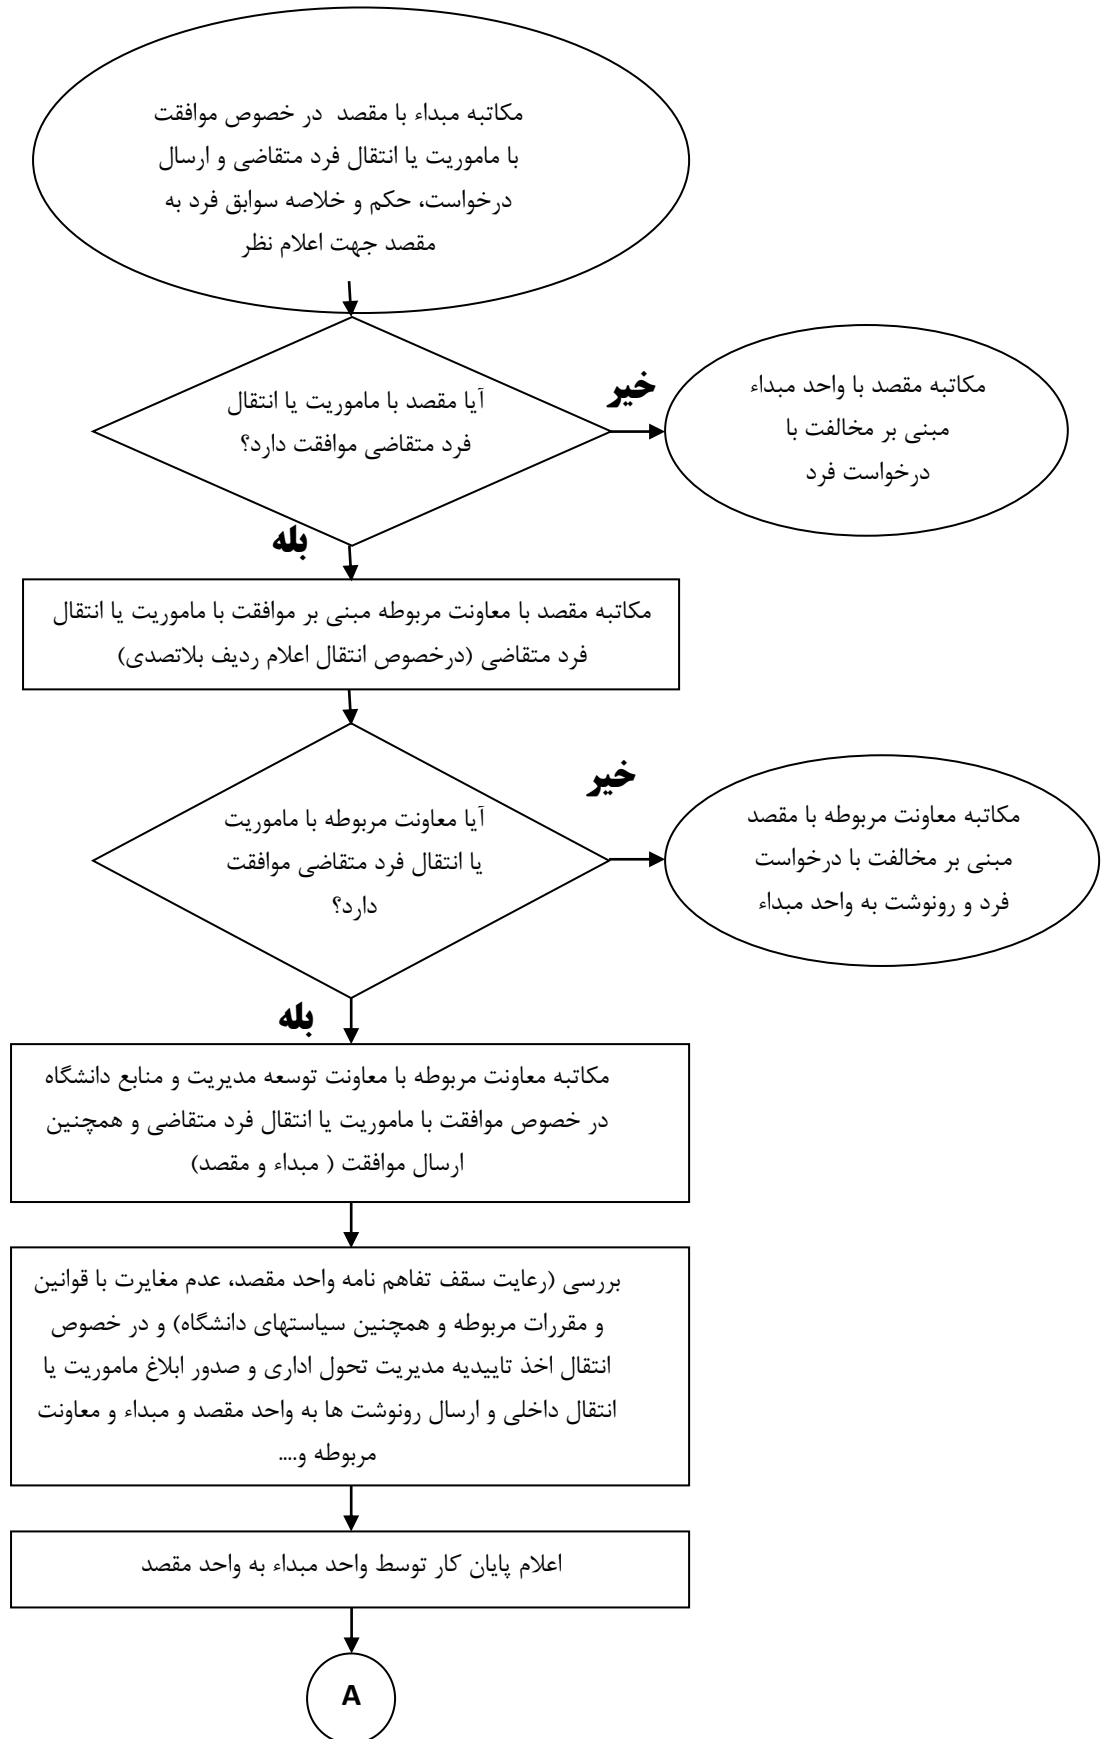 مکاتبه مبداء با مقصد در خصوص موافقت
با ماموریت یا انتقال فرد متقاضی و ارسال
درخواست، حکم و خلاصه سوابق فرد به
مقصد جهت اعلام نظر
آیا مقصد با ماموریت یا انتقال
فرد متقاضی موافقت دارد؟
خیر
مکاتبه مقصد با واحد مبداء
مبنی بر مخالفت با
درخواست فرد
بله
مکاتبه مقصد با معاونت مربوطه مبنی بر موافقت با ماموریت یا انتقال
فرد متقاضی (درخصوص انتقال اعلام ردیف بلاتصدی)
آیا معاونت مربوطه با ماموریت
یا انتقال فرد متقاضی موافقت
دارد؟
خیر
مکاتبه معاونت مربوطه با مقصد
مبنی بر مخالفت با درخواست
فرد و رونوشت به واحد مبداء
بله
مکاتبه معاونت مربوطه با معاونت توسعه مدیریت و منابع دانشگاه
در خصوص موافقت با ماموریت یا انتقال فرد متقاضی و همچنین
ارسال موافقت ( مبداء و مقصد)
بررسی (رعایت سقف تفاهم نامه واحد مقصد، عدم مغایرت با قوانین
و مقررات مربوطه و همچنین سیاستهای دانشگاه) و در خصوص
انتقال اخذ تاییدیه مدیریت تحول اداری و صدور ابلاغ ماموریت یا
انتقال داخلی و ارسال رونوشت ها به واحد مقصد و مبداء و معاونت
مربوطه و....
اعلام پایان کار توسط واحد مبداء به واحد مقصد
A